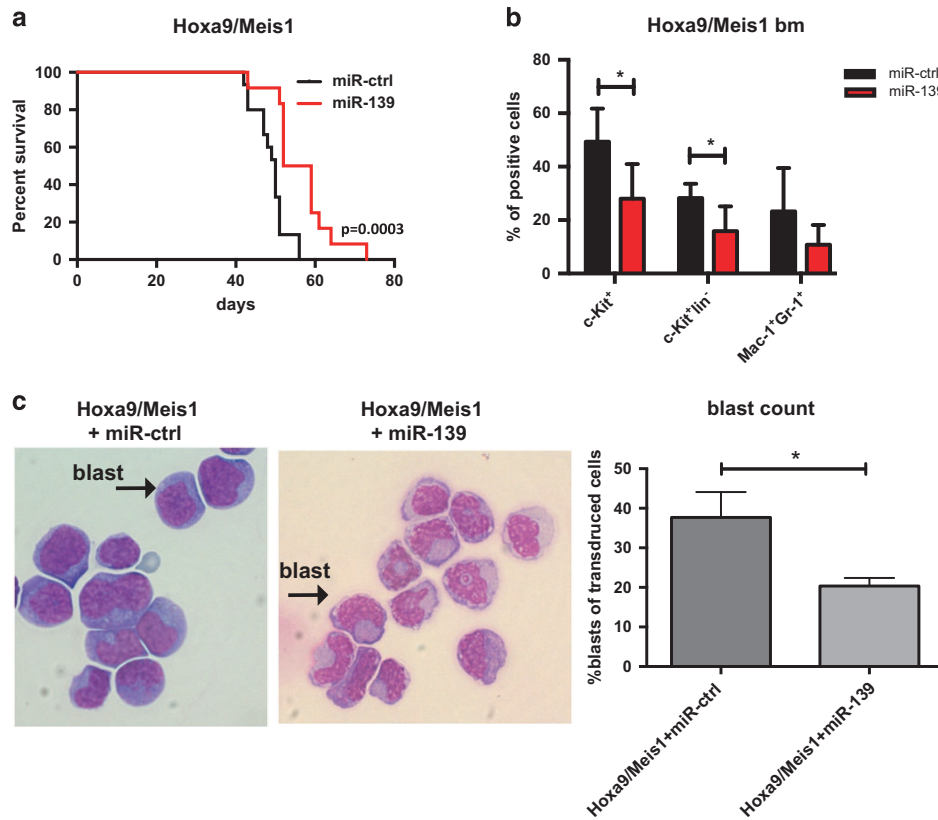 a
Hoxa9/Meis1
Percent survival
100
80
60
40
20
0
0 20 40 60 80
days
miR-ctrl
miR-139
p=0.0003
b
Hoxa9/Meis1 bm
% of positive cells
80
60
40
20
0
*
*
miR-ctrl
miR-139
c-Kit⁺
c-Kit⁺lin⁻
Mac-1⁺Gr-1⁺
c
Hoxa9/Meis1
+ miR-ctrl
blast
Hoxa9/Meis1
+ miR-139
blast
blast count
%blasts of transdruced cells
50
40
30
20
10
0
*
Hoxa9/Meis1+miR-ctrl
Hoxa9/Meis1+miR-139